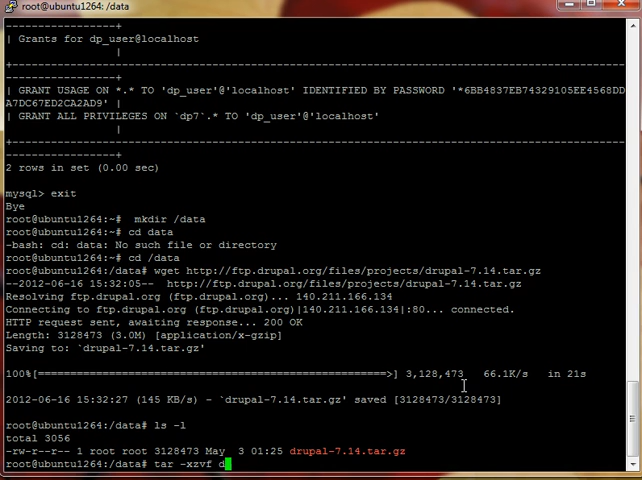 root@ubuntu1264: /data
----------------+
| Grants for dp_user@localhost
                |
+-------------------------------------------------------------------------------
----------------+
| GRANT USAGE ON *.* TO 'dp_user'@'localhost' IDENTIFIED BY PASSWORD '*6BB4837EB74329105EE4568DD
A7DC67ED2CA2AD9' |
| GRANT ALL PRIVILEGES ON `dp7`.* TO 'dp_user'@'localhost'
                |
+-------------------------------------------------------------------------------
----------------+
2 rows in set (0.00 sec)
mysql> exit
Bye
root@ubuntu1264:~#  mkdir /data
root@ubuntu1264:~# cd data
-bash: cd: data: No such file or directory
root@ubuntu1264:~# cd /data
root@ubuntu1264:/data# wget http://ftp.drupal.org/files/projects/drupal-7.14.tar.gz
--2012-06-16 15:32:05--  http://ftp.drupal.org/files/projects/drupal-7.14.tar.gz
Resolving ftp.drupal.org (ftp.drupal.org)... 140.211.166.134
Connecting to ftp.drupal.org (ftp.drupal.org)|140.211.166.134|:80... connected.
HTTP request sent, awaiting response... 200 OK
Length: 3128473 (3.0M) [application/x-gzip]
Saving to: `drupal-7.14.tar.gz'
100%[=================================================>] 3,128,473   66.1K/s   in 21s
2012-06-16 15:32:27 (145 KB/s) - `drupal-7.14.tar.gz' saved [3128473/3128473]
root@ubuntu1264:/data# ls -l
total 3056
-rw-r--r-- 1 root root 3128473 May  3 01:25 drupal-7.14.tar.gz
root@ubuntu1264:/data# tar -xzvf d